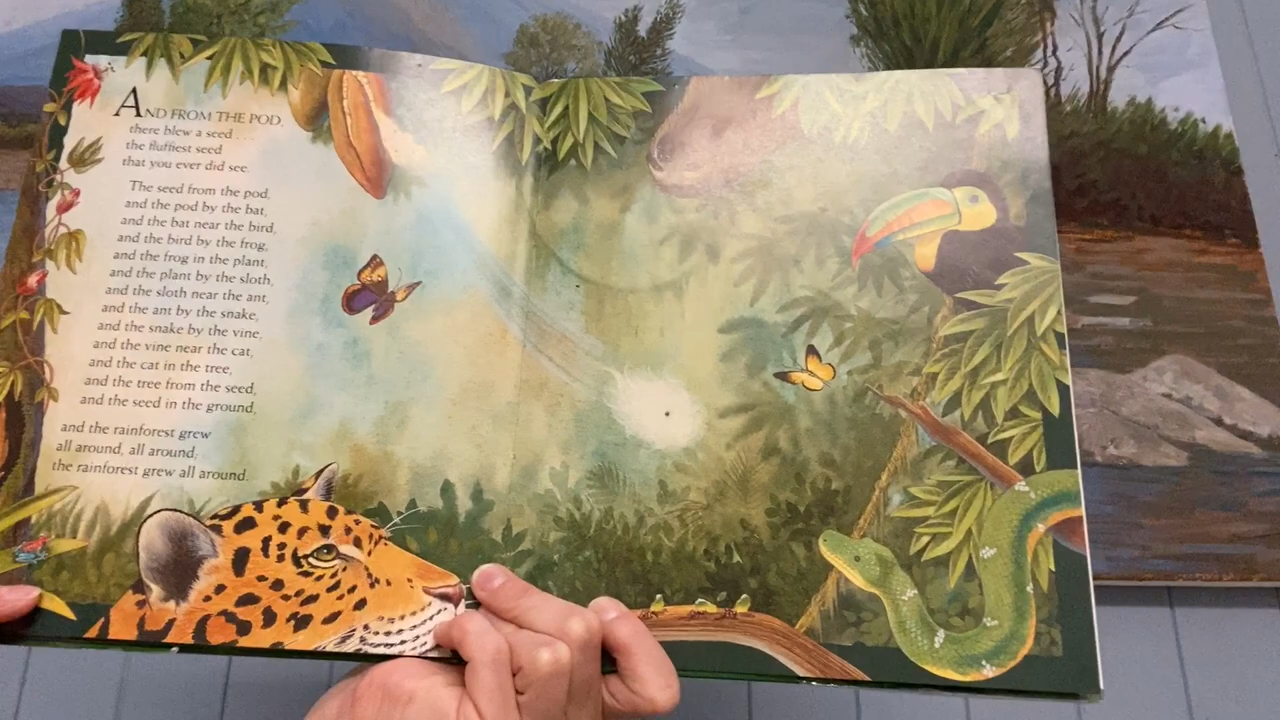 AND FROM THE POD,
there blew a seed . . .
the fluffiest seed
that you ever did see.
The seed from the pod,
and the pod by the bat,
and the bat near the bird,
and the bird by the frog,
and the frog in the plant,
and the plant by the sloth,
and the sloth near the ant,
and the ant by the snake,
and the snake by the vine,
and the vine near the cat,
and the cat in the tree,
and the tree from the seed,
and the seed in the ground,
and the rainforest grew
all around, all around;
the rainforest grew all around.